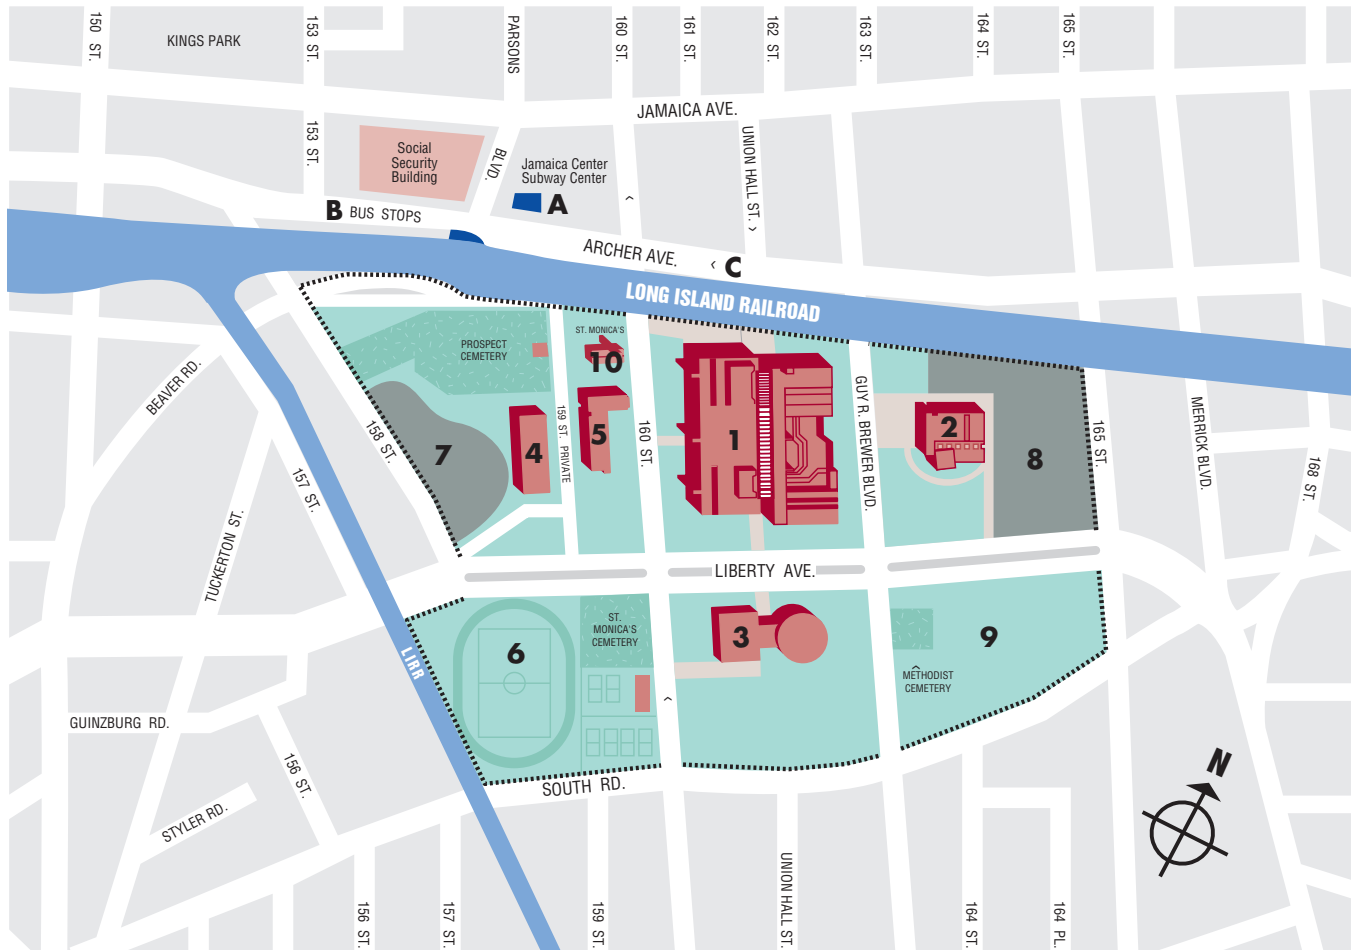 150 ST.
KINGS PARK
153 ST.
PARSONS
160 ST.
161 ST.
162 ST.
163 ST.
164 ST.
165 ST.
JAMAICA AVE.
153 ST.
Social
Security
Building
BLVD.
Jamaica Center
Subway Center
UNION HALL ST.
A
B BUS STOPS
ARCHER AVE.
C
LONG ISLAND RAILROAD
ST. MONICA'S
PROSPECT
CEMETERY
10
BEAVER RD.
158 ST.
7
4
159 ST. PRIVATE
5
160 ST.
1
GUY R. BREWER BLVD.
2
8
165 ST.
MERRICK BLVD.
168 ST.
157 ST.
TUCKERTON ST.
LIBERTY AVE.
LIRR
6
ST.
MONICA'S
CEMETERY
3
9
METHODIST
CEMETERY
GUINZBURG RD.
156 ST.
STYLER RD.
SOUTH RD.
N
156 ST.
157 ST.
159 ST.
UNION HALL ST.
164 ST.
164 PL.